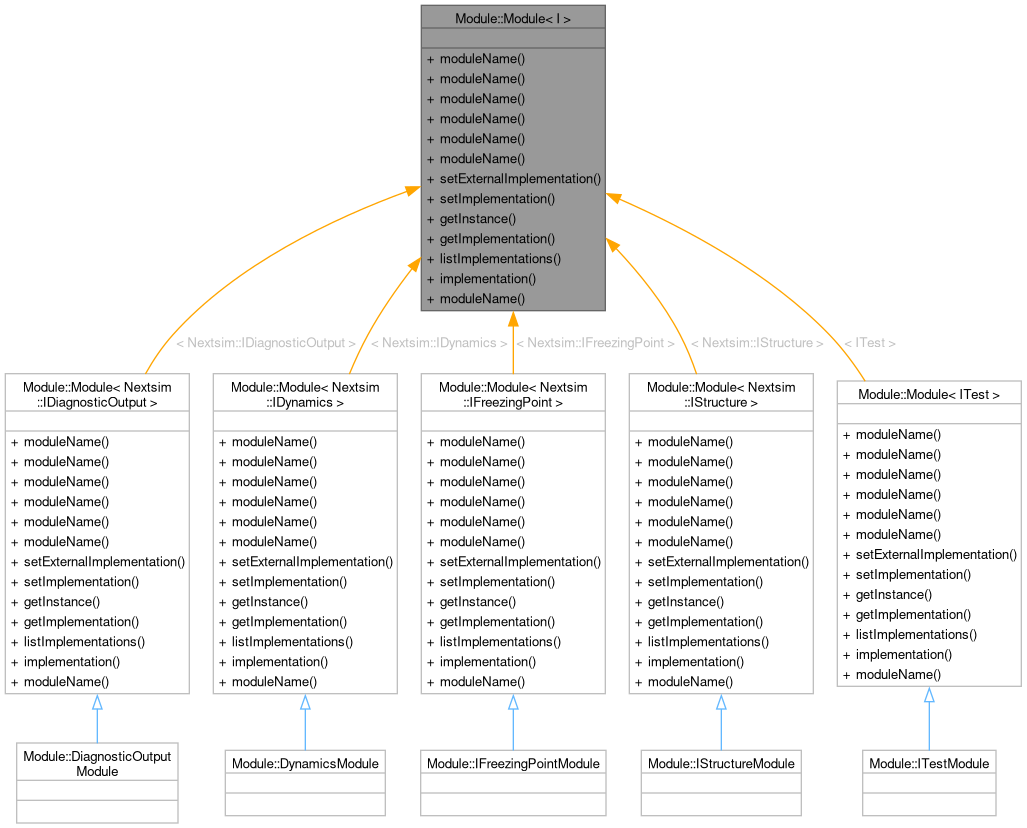 Module::Module< I >
+ moduleName()
+ moduleName()
+ moduleName()
+ moduleName()
+ moduleName()
+ moduleName()
+ setExternalImplementation()
+ setImplementation()
+ getInstance()
+ getImplementation()
+ listImplementations()
+ implementation()
+ moduleName()
< Nextsim::IDiagnosticOutput >
< Nextsim::IDynamics >
< Nextsim::IFreezingPoint >
< Nextsim::IStructure >
< ITest >
Module::Module< Nextsim
::IDiagnosticOutput >
+ moduleName()
+ moduleName()
+ moduleName()
+ moduleName()
+ moduleName()
+ moduleName()
+ setExternalImplementation()
+ setImplementation()
+ getInstance()
+ getImplementation()
+ listImplementations()
+ implementation()
+ moduleName()
Module::Module< Nextsim
::IDynamics >
+ moduleName()
+ moduleName()
+ moduleName()
+ moduleName()
+ moduleName()
+ moduleName()
+ setExternalImplementation()
+ setImplementation()
+ getInstance()
+ getImplementation()
+ listImplementations()
+ implementation()
+ moduleName()
Module::Module< Nextsim
::IFreezingPoint >
+ moduleName()
+ moduleName()
+ moduleName()
+ moduleName()
+ moduleName()
+ moduleName()
+ setExternalImplementation()
+ setImplementation()
+ getInstance()
+ getImplementation()
+ listImplementations()
+ implementation()
+ moduleName()
Module::Module< Nextsim
::IStructure >
+ moduleName()
+ moduleName()
+ moduleName()
+ moduleName()
+ moduleName()
+ moduleName()
+ setExternalImplementation()
+ setImplementation()
+ getInstance()
+ getImplementation()
+ listImplementations()
+ implementation()
+ moduleName()
Module::Module< ITest >
+ moduleName()
+ moduleName()
+ moduleName()
+ moduleName()
+ moduleName()
+ moduleName()
+ setExternalImplementation()
+ setImplementation()
+ getInstance()
+ getImplementation()
+ listImplementations()
+ implementation()
+ moduleName()
Module::DiagnosticOutput
Module
Module::DynamicsModule
Module::IFreezingPointModule
Module::IStructureModule
Module::ITestModule